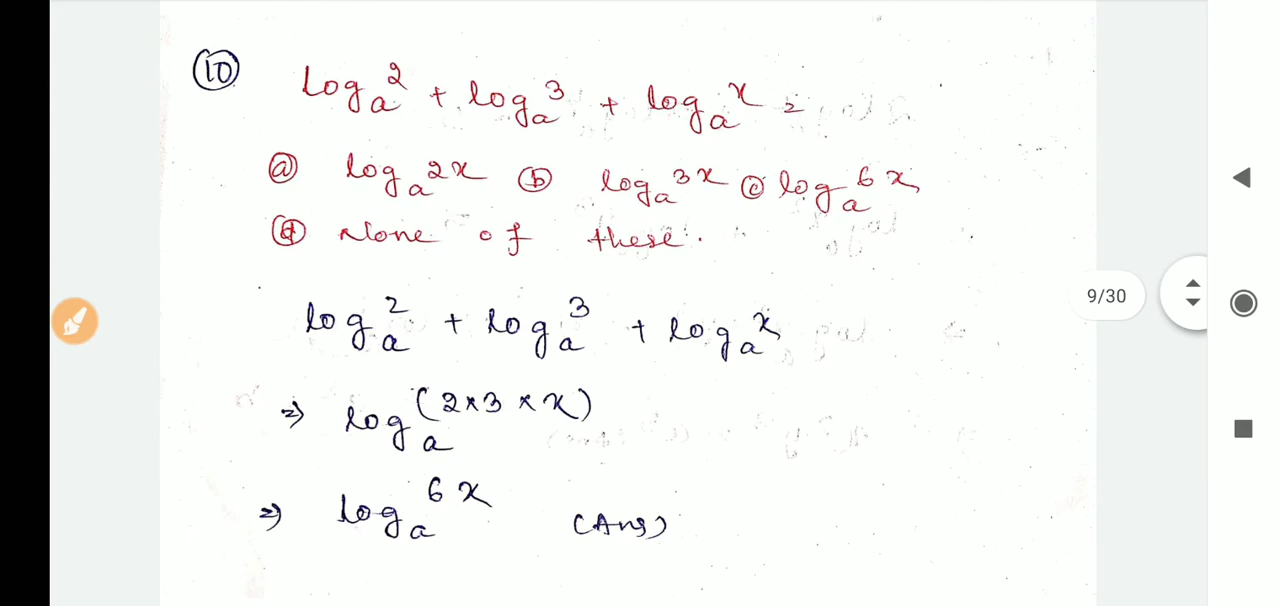 10 logₐ2 + logₐ3 + logₐx =
(a) logₐ2x (b) logₐ3x (c) logₐ6x
(d) None of these.
logₐ2 + logₐ3 + logₐx
⇒ logₐ(2×3×x)
⇒ logₐ6x (Ans)
9/30